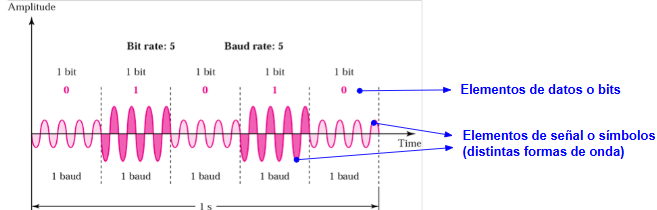 Amplitude
Bit rate: 5 Baud rate: 5
1 bit 1 bit 1 bit 1 bit 1 bit
0 1 0 1 0
Elementos de datos o bits
Elementos de señal o símbolos
(distintas formas de onda)
Time
1 baud 1 baud 1 baud 1 baud 1 baud
1 s